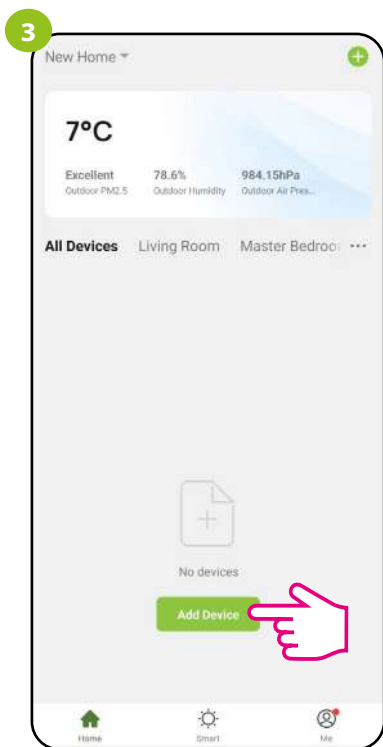 3
New Home
7°C
Excellent 78.6% 984.15hPa
Outdoor PM2.5 Outdoor Humidity Outdoor Air Pres...
All Devices Living Room Master Bedroo ···
No devices
Add Device
Home Smart Me